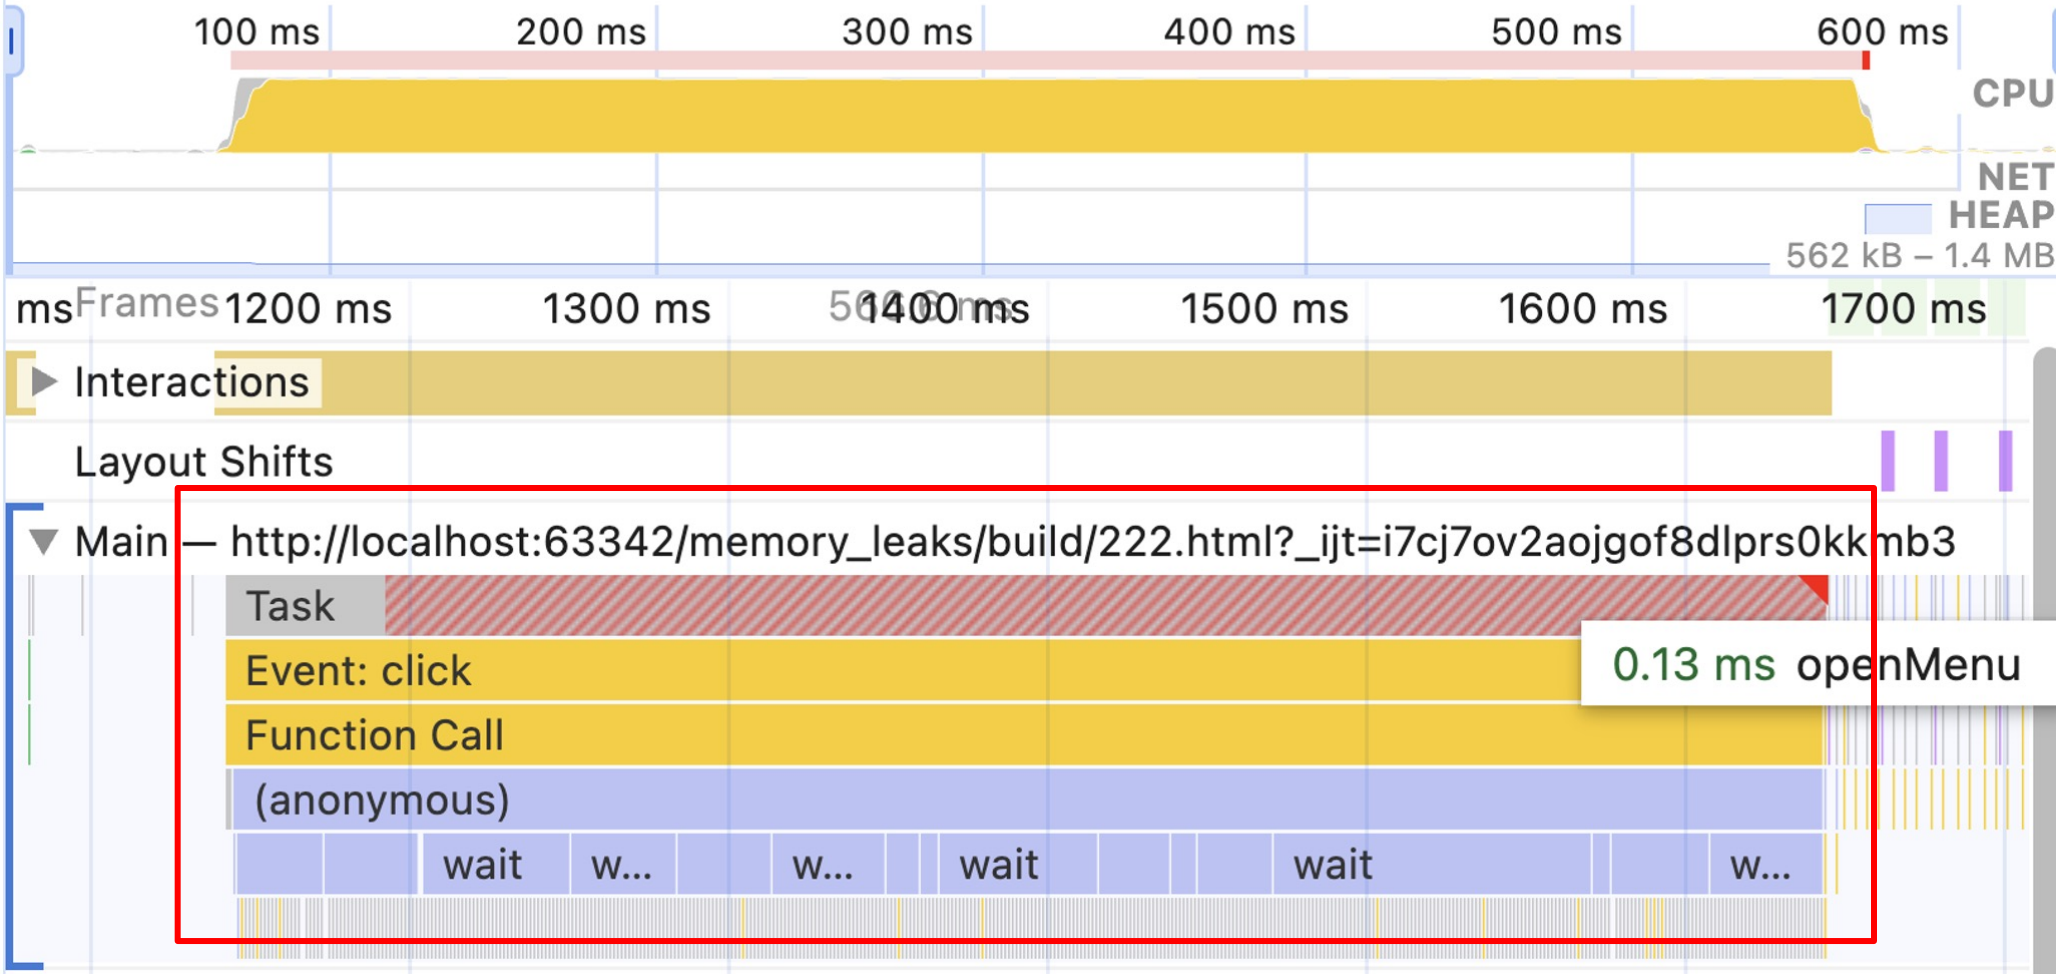 100 ms 200 ms 300 ms 400 ms 500 ms 600 ms
CPU
NET
HEAP
562 kB – 1.4 MB
ms Frames 1200 ms 1300 ms 1400 ms 1500 ms 1600 ms 1700 ms
Interactions
Layout Shifts
Main — http://localhost:63342/memory_leaks/build/222.html?_ijt=i7cj7ov2aojgof8dlprs0kkmb3
Task
Event: click
0.13 ms openMenu
Function Call
(anonymous)
wait w... w... wait wait w...